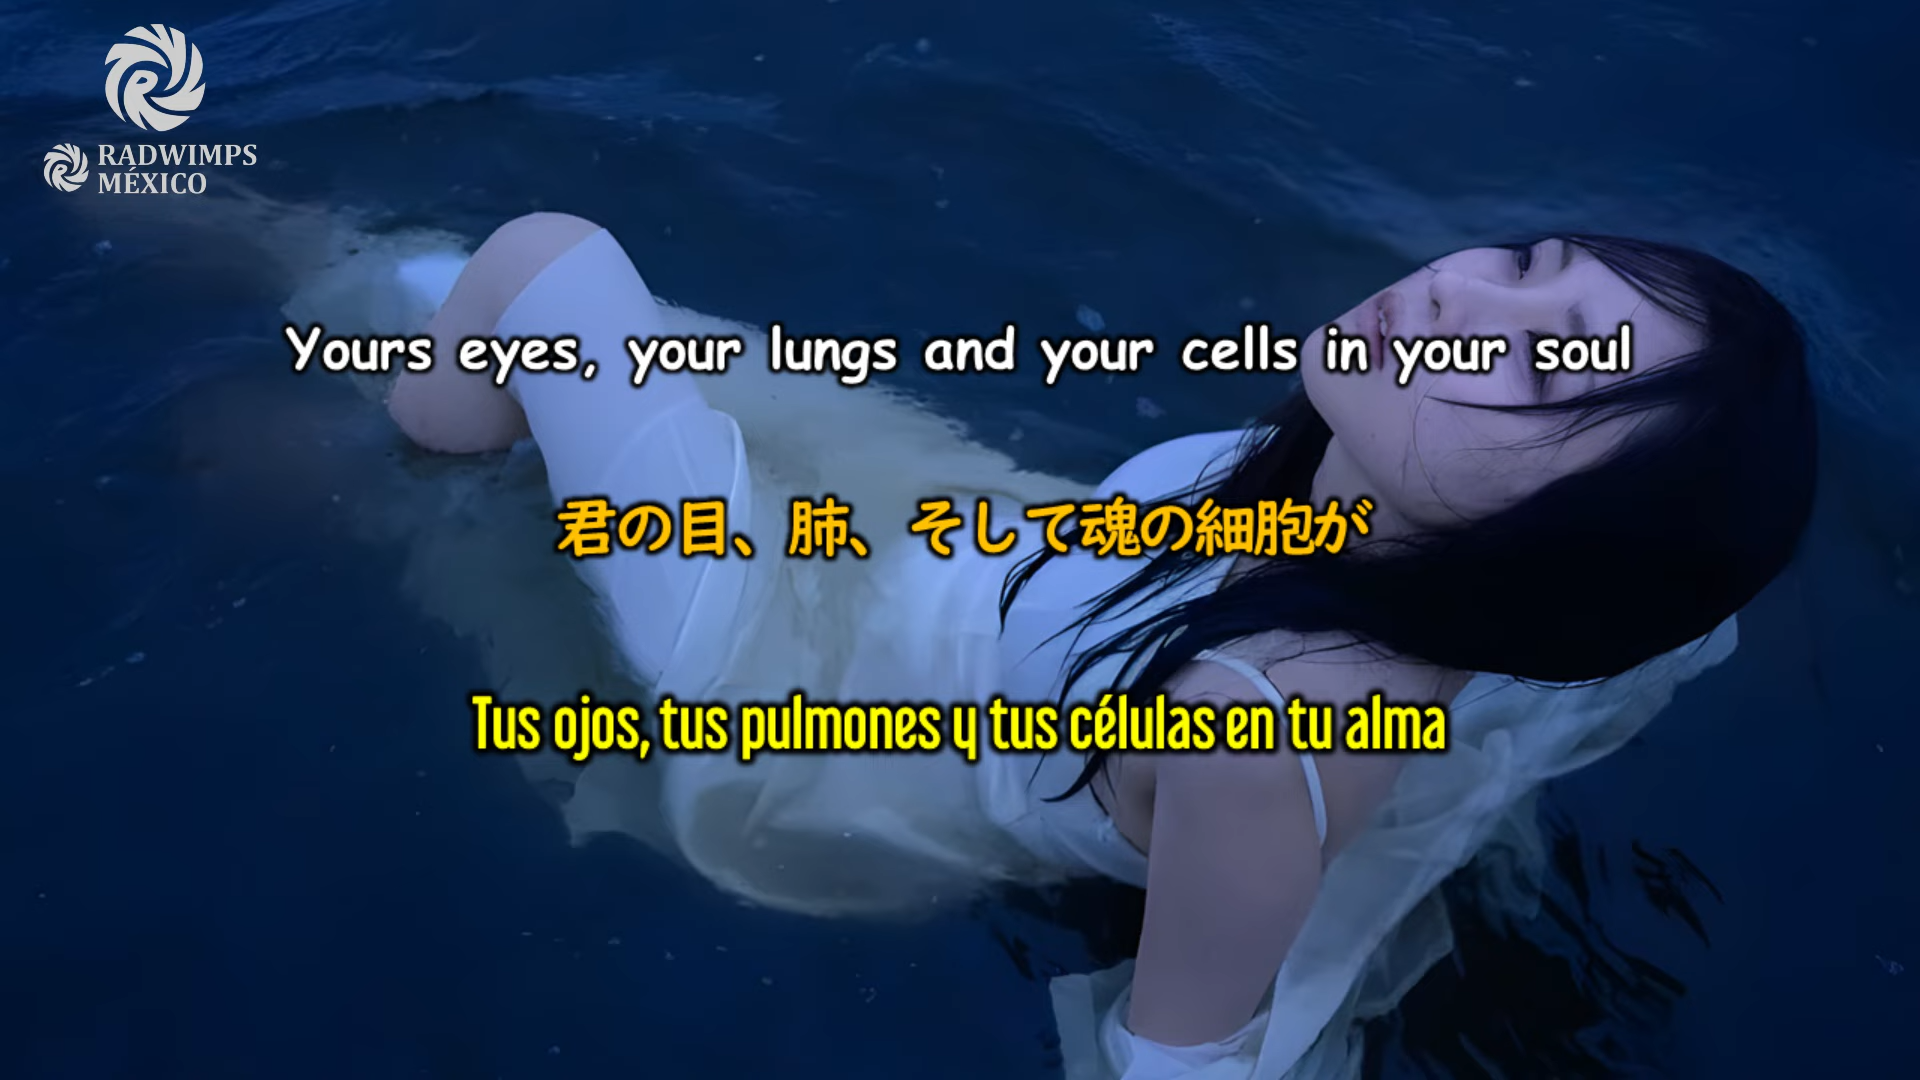 RADWIMPS
MÉXICO
Yours eyes, your lungs and your cells in your soul
君の目、肺、そして魂の細胞が
Tus ojos, tus pulmones y tus células en tu alma